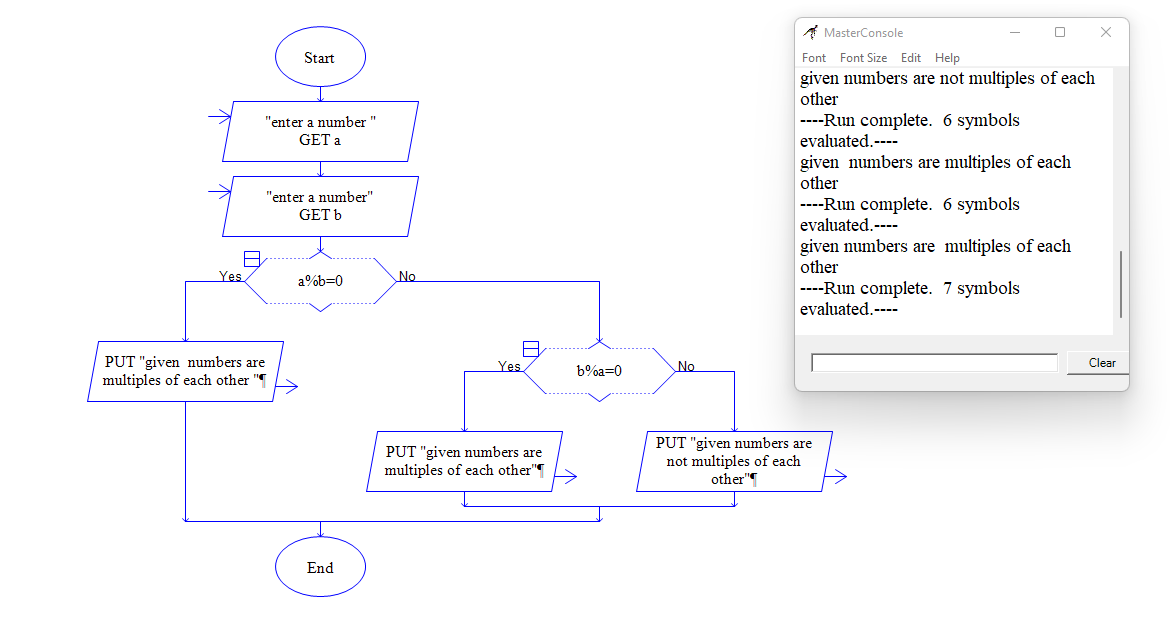 Start
"enter a number "
GET a
"enter a number"
GET b
Yes
a%b=0
No
PUT "given  numbers are
multiples of each other "¶
Yes
b%a=0
No
PUT "given numbers are
multiples of each other"¶
PUT "given numbers are
not multiples of each
other"¶
End
MasterConsole
Font Font Size Edit Help
given numbers are not multiples of each
other
----Run complete.  6 symbols
evaluated.----
given  numbers are multiples of each
other
----Run complete.  6 symbols
evaluated.----
given numbers are  multiples of each
other
----Run complete.  7 symbols
evaluated.----
Clear